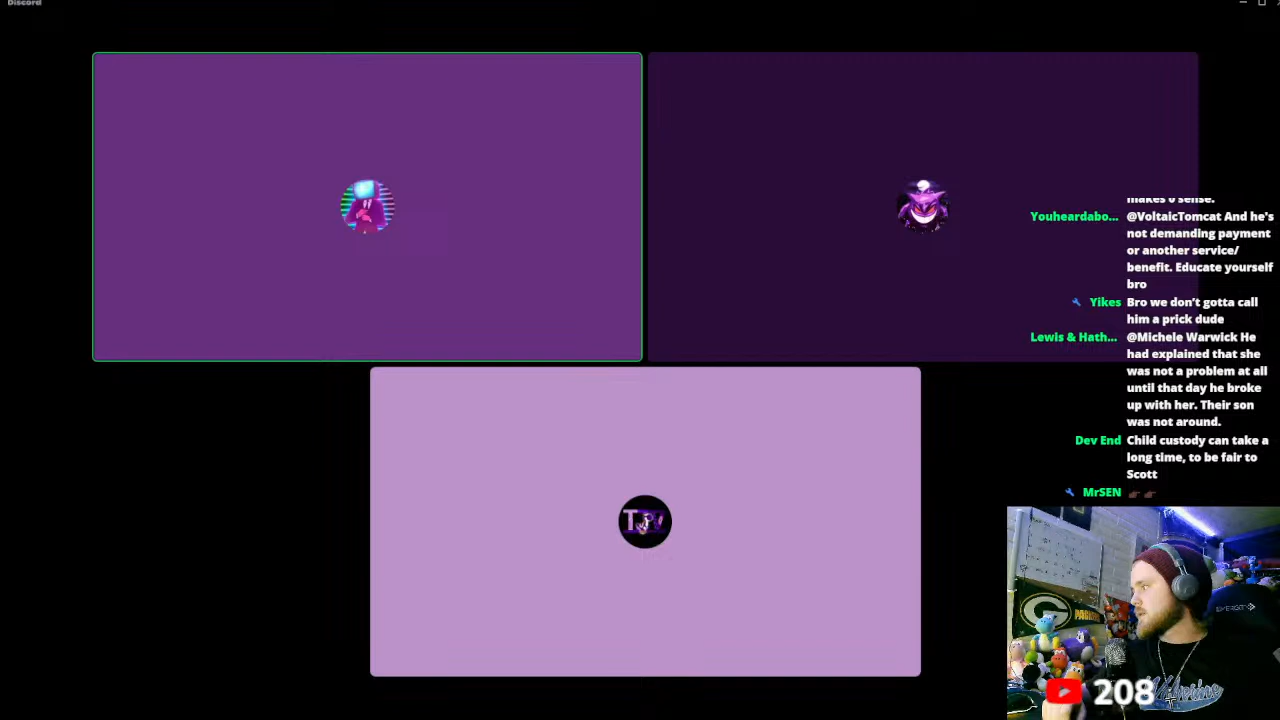 Discord
makes 0 sense.
Youheardabo... @VoltaicTomcat And he's
not demanding payment
or another service/
benefit. Educate yourself
bro
Yikes Bro we don't gotta call
him a prick dude
Lewis & Hath... @Michele Warwick He
had explained that she
was not a problem at all
until that day he broke
up with her. Their son
was not around.
Dev End Child custody can take a
long time, to be fair to
Scott
MrSEN
208